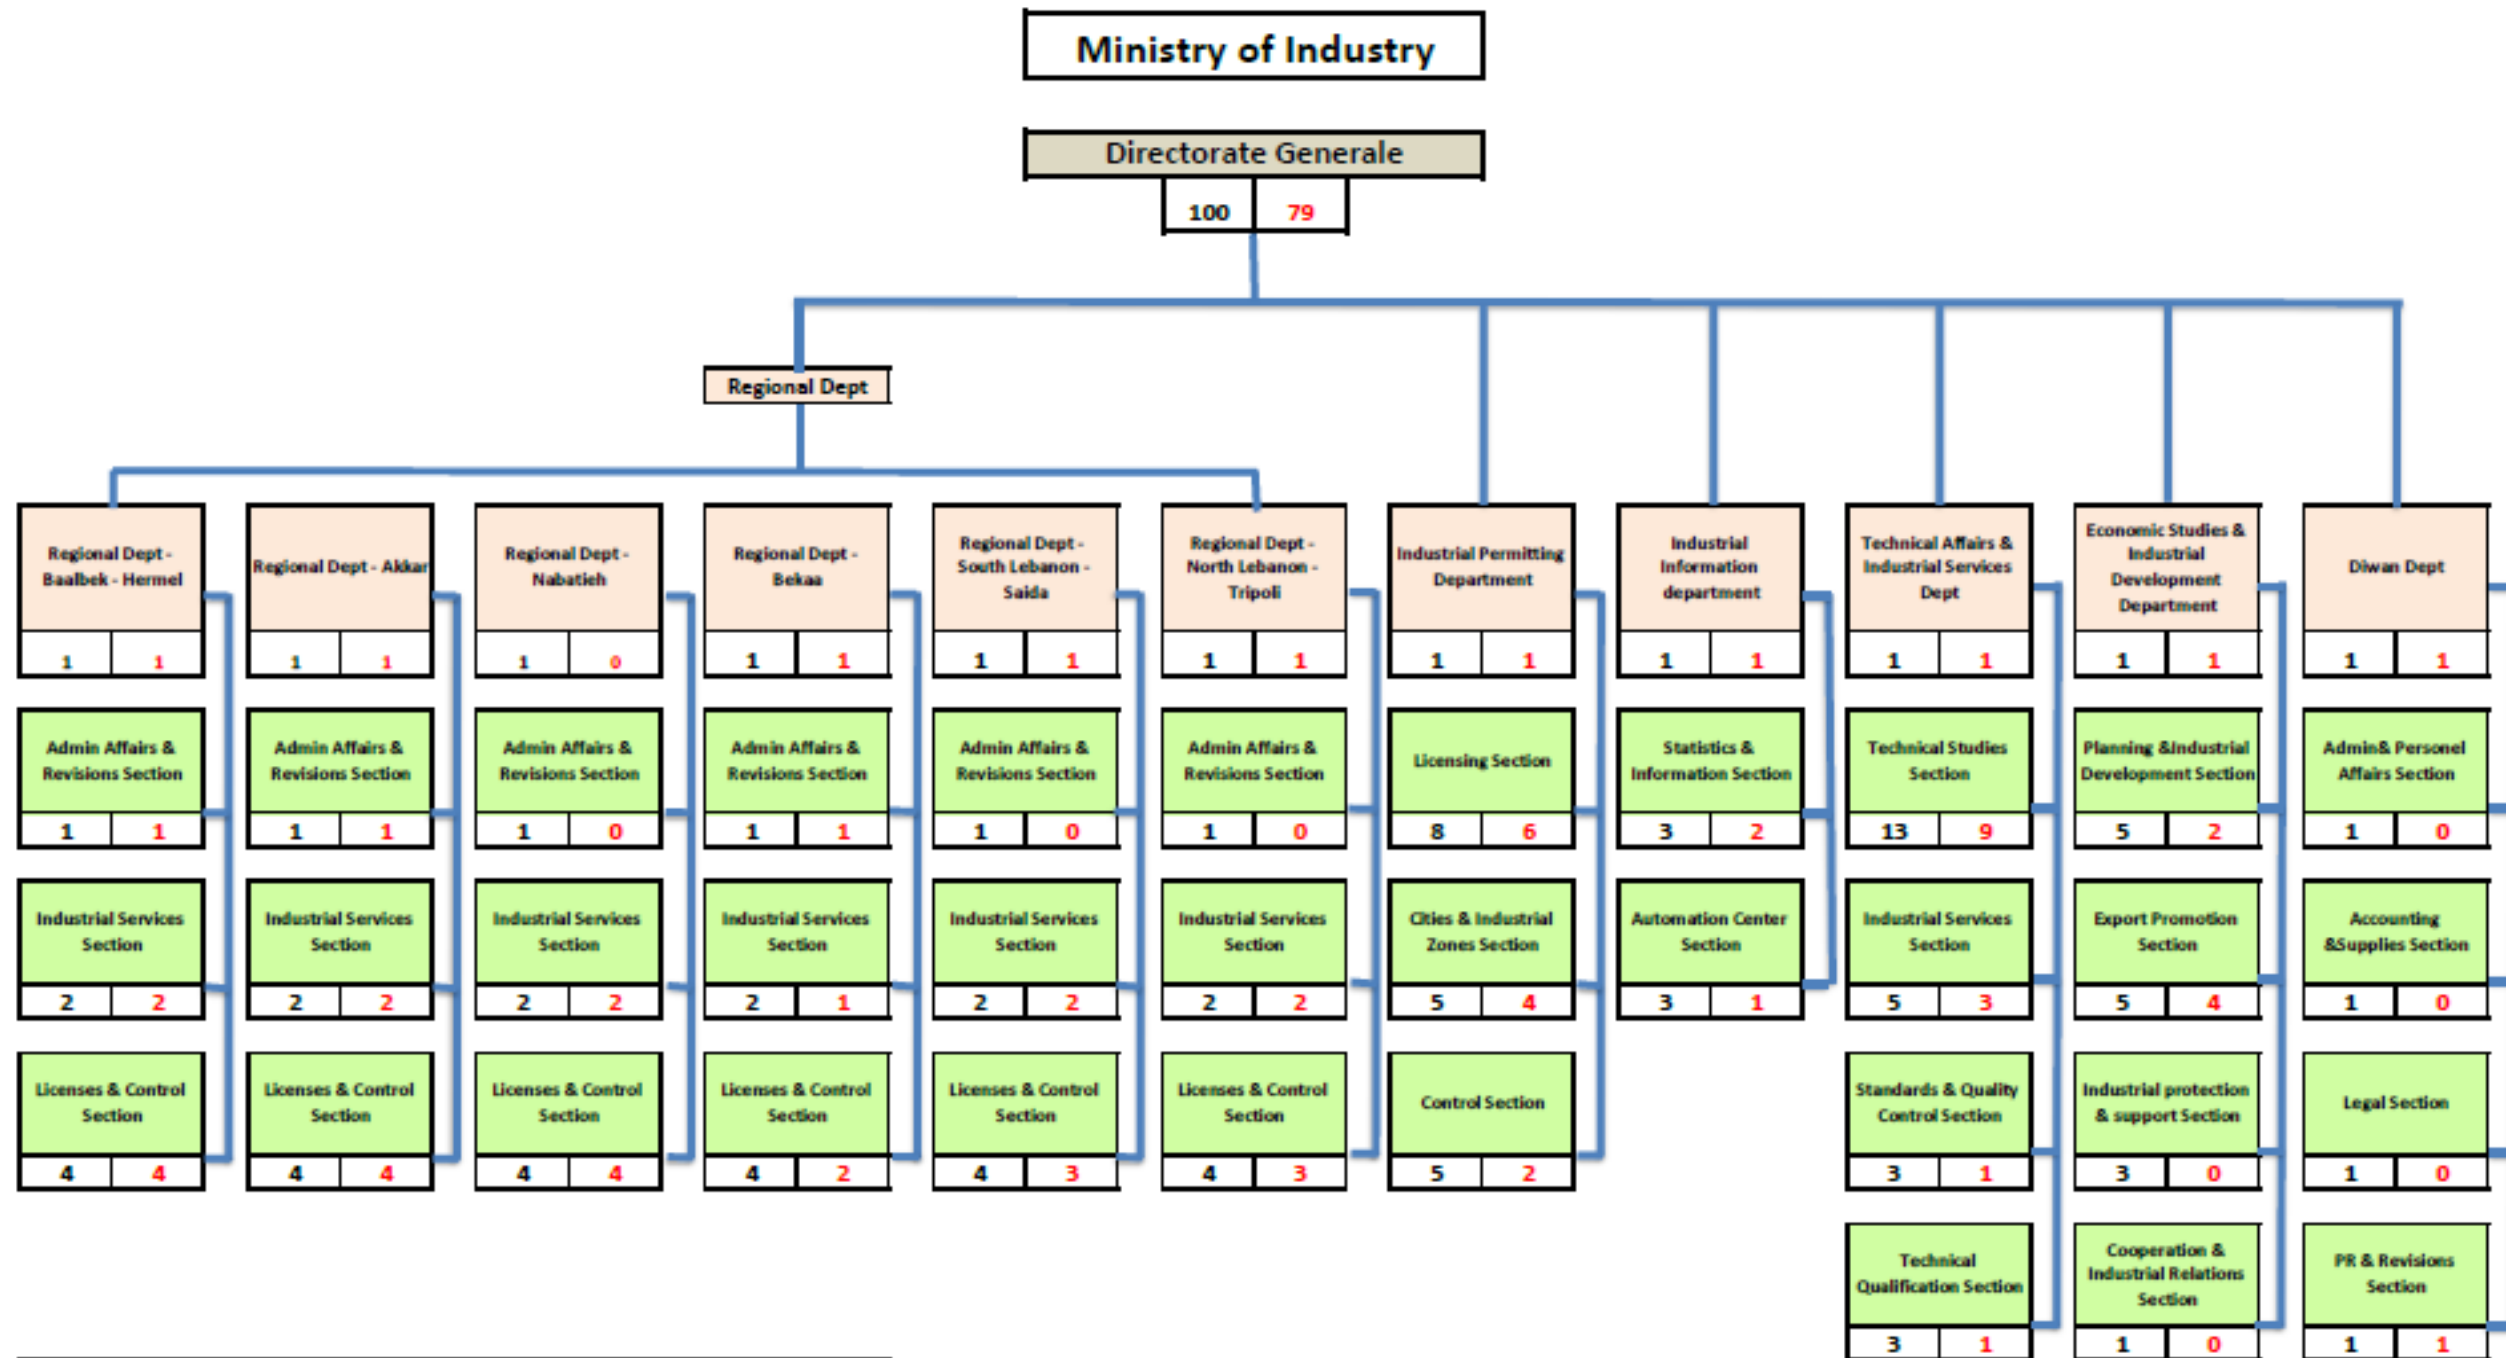 Ministry of Industry
Directorate Generale
100 79
Regional Dept
Regional Dept -
Baalbek - Hermel
1 1
Regional Dept - Akkar
1 1
Regional Dept -
Nabatieh
1 0
Regional Dept -
Bekaa
1 1
Regional Dept -
South Lebanon -
Saida
1 1
Regional Dept -
North Lebanon -
Tripoli
1 1
Industrial Permitting
Department
1 1
Industrial
Information
department
1 1
Technical Affairs &
Industrial Services
Dept
1 1
Economic Studies &
Industrial
Development
Department
1 1
Diwan Dept
1 1
Admin Affairs &
Revisions Section
1 1
Admin Affairs &
Revisions Section
1 1
Admin Affairs &
Revisions Section
1 0
Admin Affairs &
Revisions Section
1 1
Admin Affairs &
Revisions Section
1 0
Admin Affairs &
Revisions Section
1 0
Licensing Section
8 6
Statistics &
Information Section
3 2
Technical Studies
Section
13 9
Planning &Industrial
Development Section
5 2
Admin& Personel
Affairs Section
1 0
Industrial Services
Section
2 2
Industrial Services
Section
2 2
Industrial Services
Section
2 2
Industrial Services
Section
2 1
Industrial Services
Section
2 2
Industrial Services
Section
2 2
Cities & Industrial
Zones Section
5 4
Automation Center
Section
3 1
Industrial Services
Section
5 3
Export Promotion
Section
5 4
Accounting
&Supplies Section
1 0
Licenses & Control
Section
4 4
Licenses & Control
Section
4 4
Licenses & Control
Section
4 4
Licenses & Control
Section
4 2
Licenses & Control
Section
4 3
Licenses & Control
Section
4 3
Control Section
5 2
Standards & Quality
Control Section
3 1
Industrial protection
& support Section
3 0
Legal Section
1 0
Technical
Qualification Section
3 1
Cooperation &
Industrial Relations
Section
1 0
PR & Revisions
Section
1 1